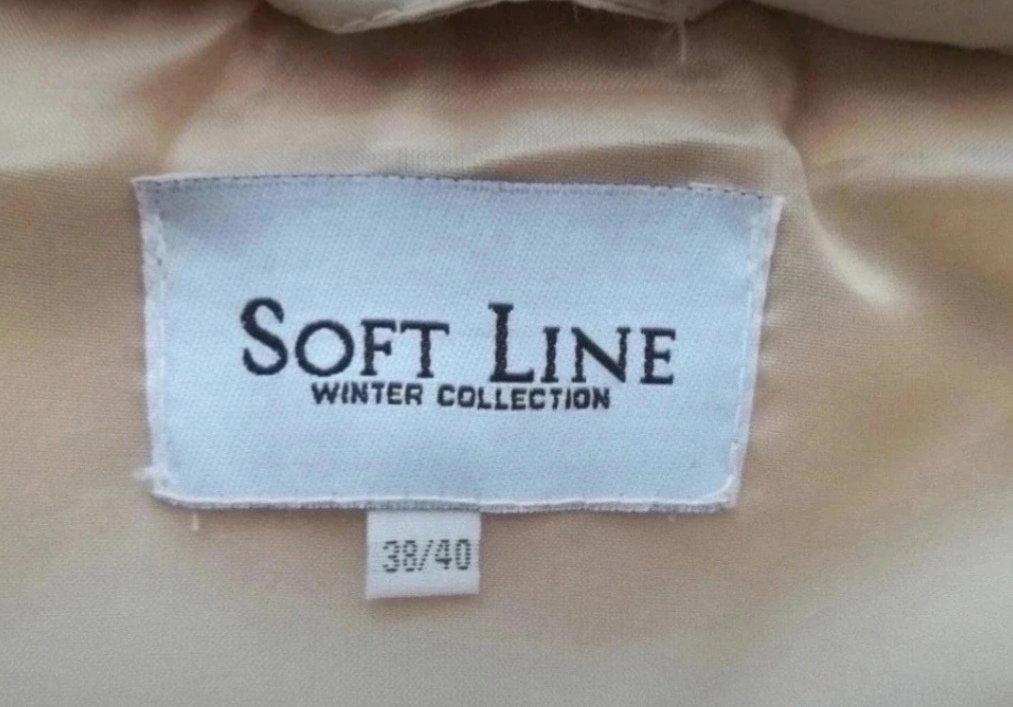 SOFT LINE
WINTER COLLECTION
38/40